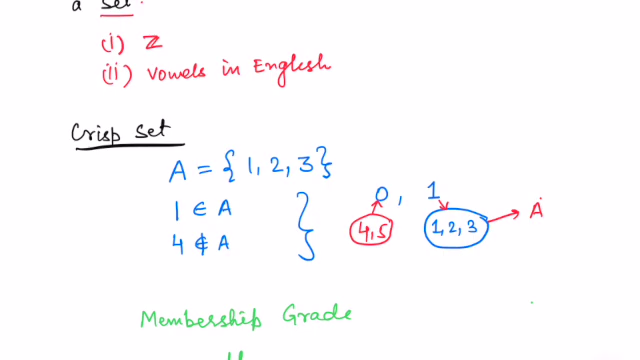 a set.
(i) ℤ
(ii) Vowels in English
Crisp set
A = { 1, 2, 3 }
1 ∈ A
4 ∉ A
0, 1
4, 5
1, 2, 3
A
Membership Grade